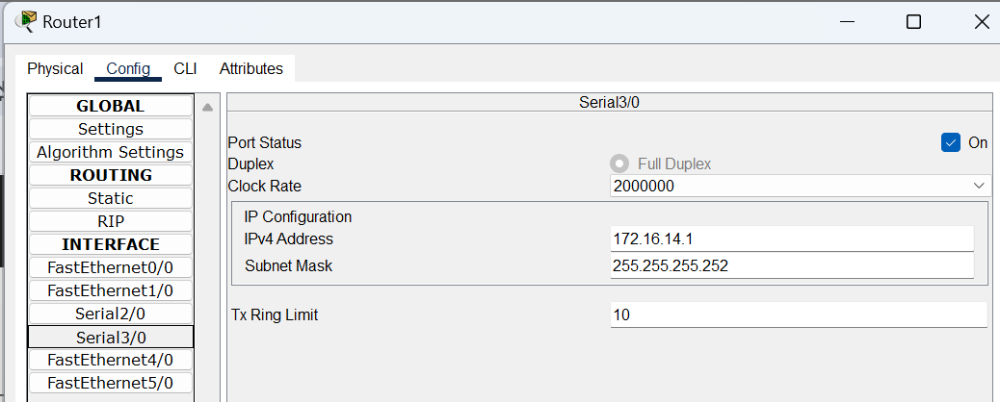 Router1
Physical Config CLI Attributes
GLOBAL
Settings
Algorithm Settings
ROUTING
Static
RIP
INTERFACE
FastEthernet0/0
FastEthernet1/0
Serial2/0
Serial3/0
FastEthernet4/0
FastEthernet5/0
Serial3/0
Port Status On
Duplex Full Duplex
Clock Rate 2000000
IP Configuration
IPv4 Address 172.16.14.1
Subnet Mask 255.255.255.252
Tx Ring Limit 10